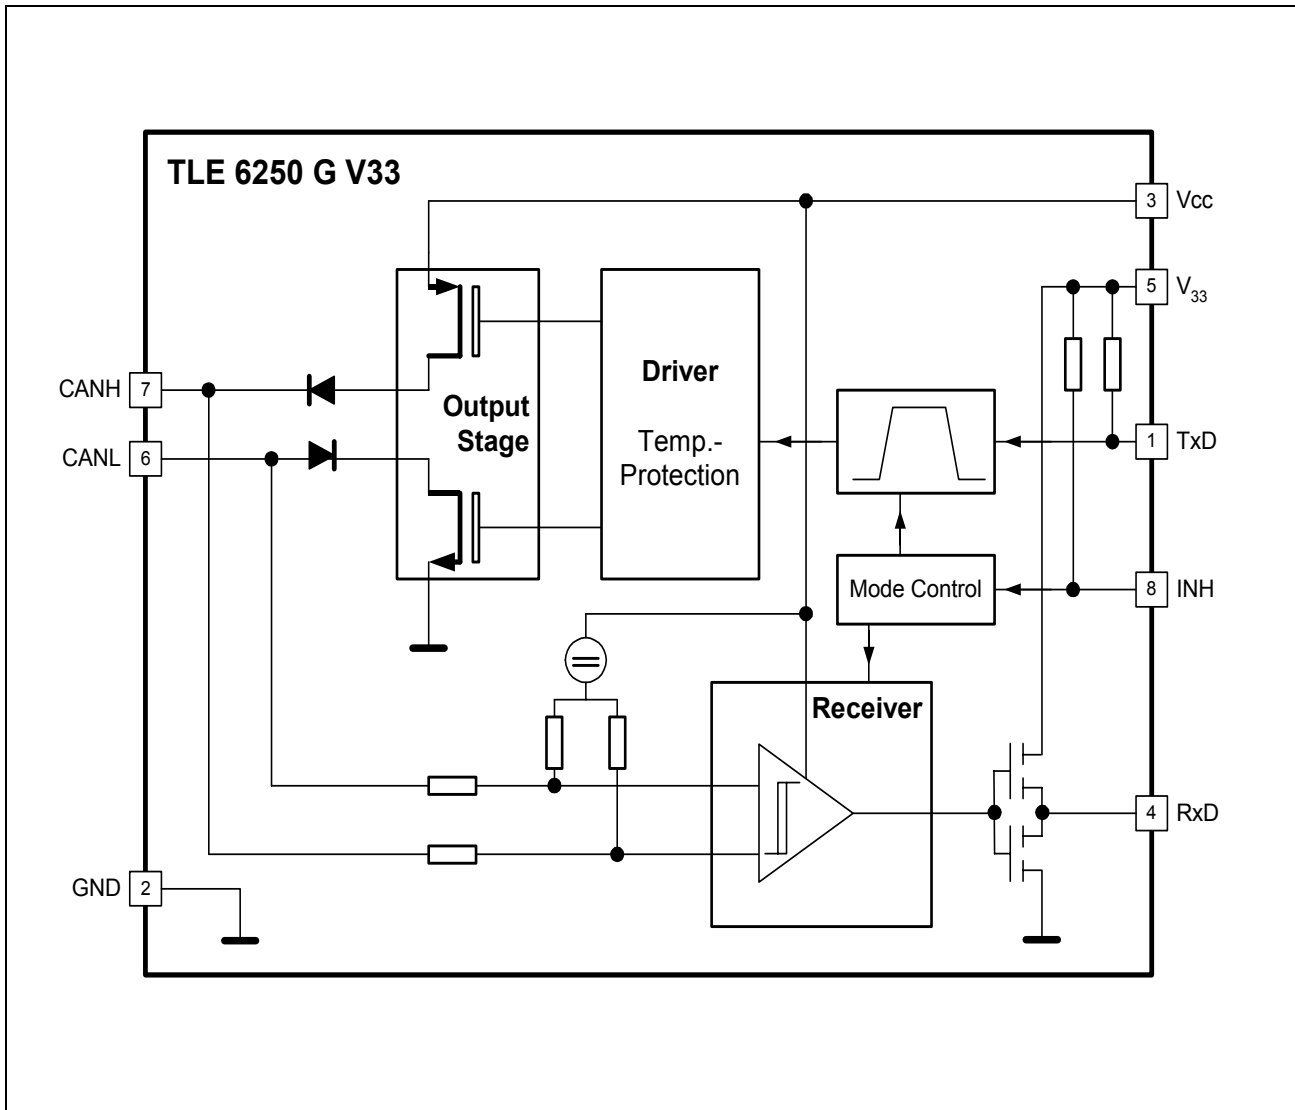 TLE 6250 G V33
3 Vcc
5 V33
Driver
CANH 7
Output
Stage
Temp.-
Protection
1 TxD
CANL 6
Mode Control
8 INH
Receiver
4 RxD
GND 2